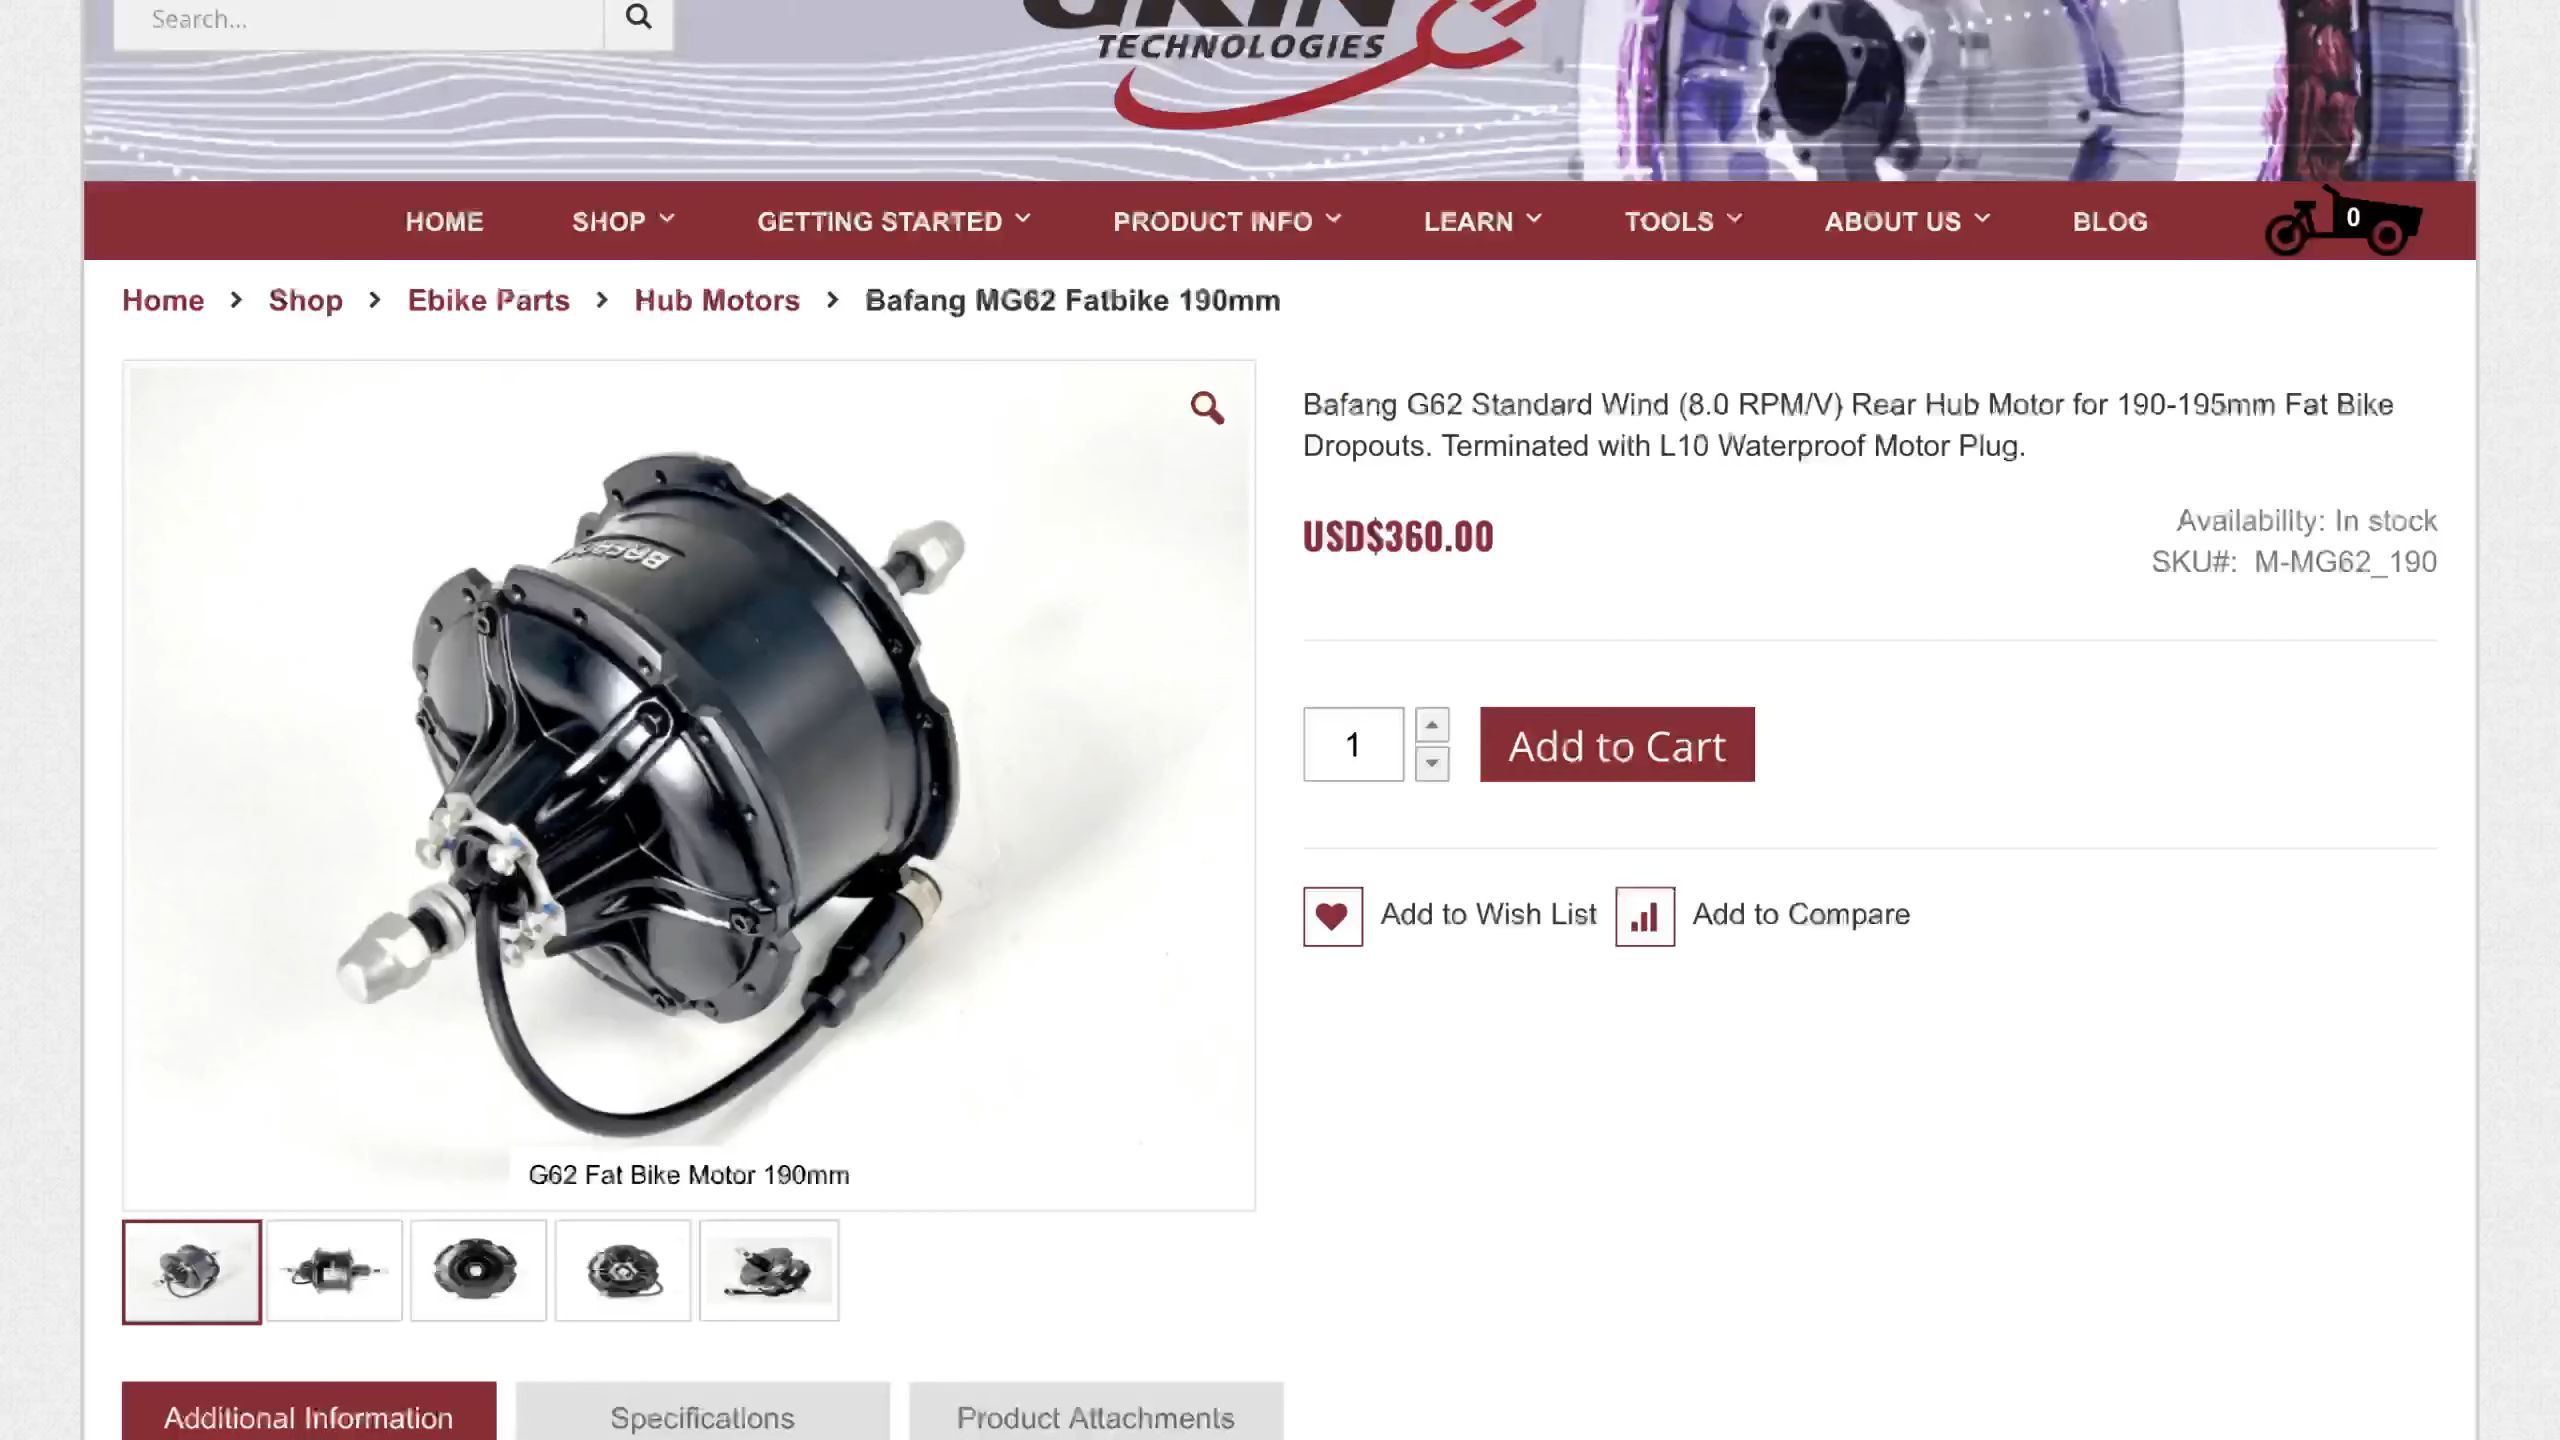 Search...
TECHNOLOGIES
HOME
SHOP
GETTING STARTED
PRODUCT INFO
LEARN
TOOLS
ABOUT US
BLOG
0
Home > Shop > Ebike Parts > Hub Motors > Bafang MG62 Fatbike 190mm
Bafang G62 Standard Wind (8.0 RPM/V) Rear Hub Motor for 190-195mm Fat Bike
Dropouts. Terminated with L10 Waterproof Motor Plug.
USD$360.00
Availability: In stock
SKU#: M-MG62_190
1
Add to Cart
Add to Wish List
Add to Compare
G62 Fat Bike Motor 190mm
Additional Information
Specifications
Product Attachments